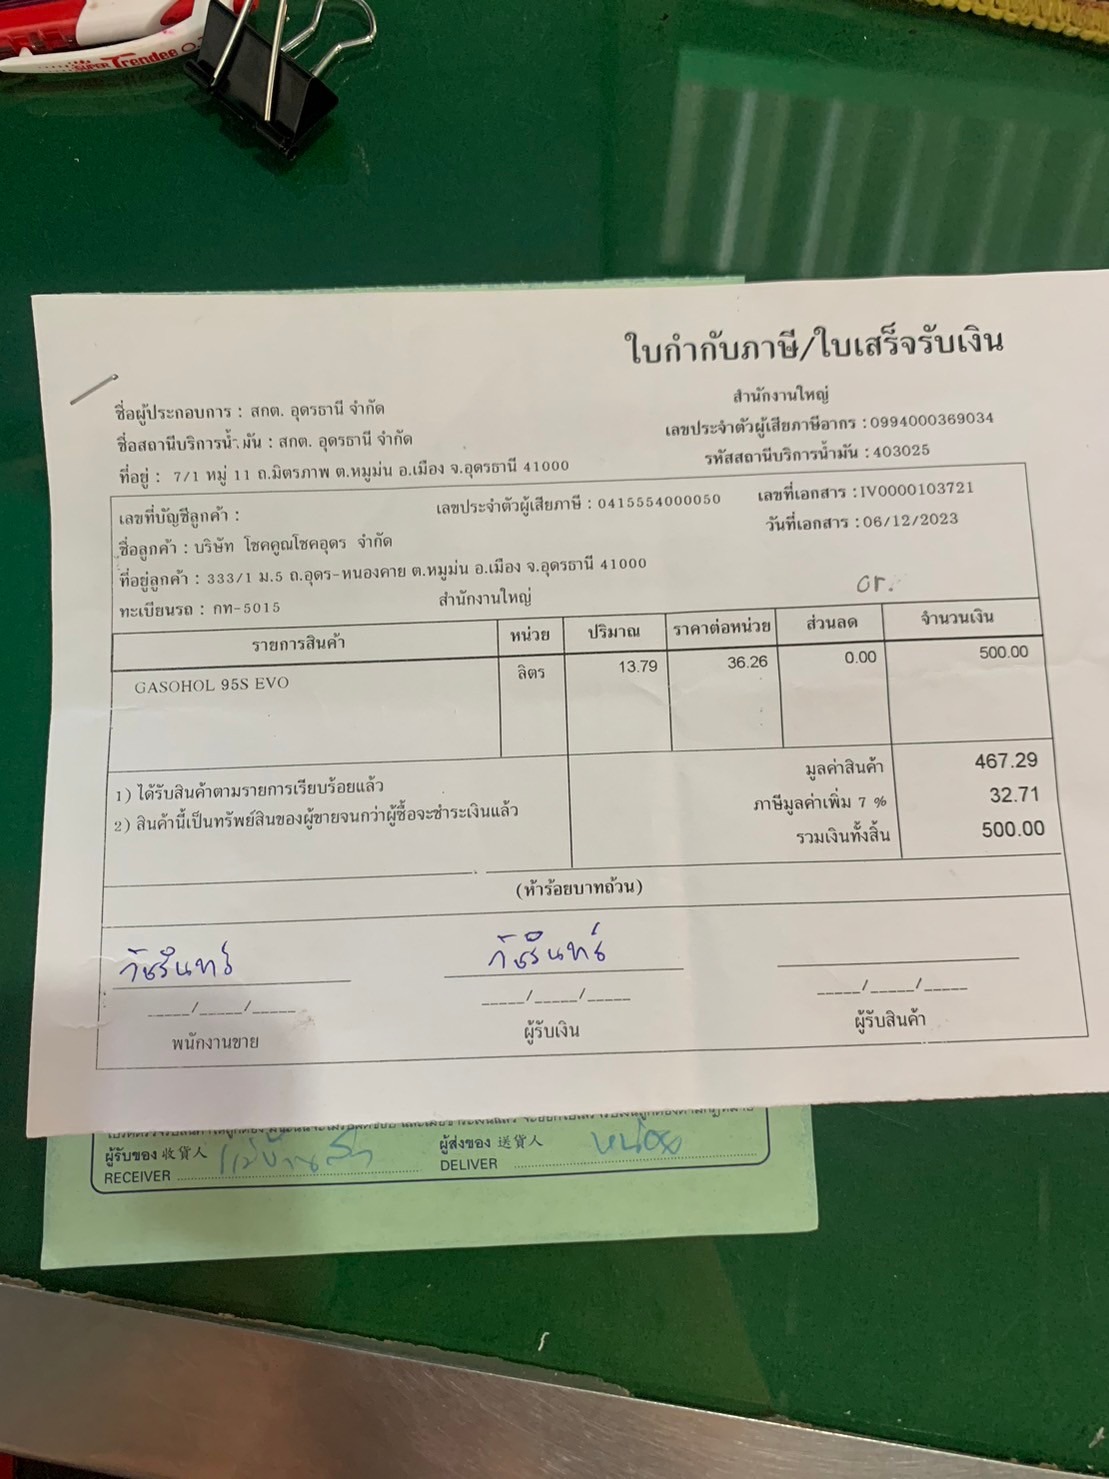 SUPER Trendee
ใบกำกับภาษี/ใบเสร็จรับเงิน
สำนักงานใหญ่
ชื่อผู้ประกอบการ : สกต. อุดรธานี จำกัด
เลขประจำตัวผู้เสียภาษีอากร : 0994000369034
ชื่อสถานีบริการน้ำมัน : สกต. อุดรธานี จำกัด
รหัสสถานีบริการน้ำมัน : 403025
ที่อยู่ : 7/1 หมู่ 11 ถ.มิตรภาพ ต.หมูม่น อ.เมือง จ.อุดรธานี 41000
เลขที่บัญชีลูกค้า : เลขประจำตัวผู้เสียภาษี : 0415554000050 เลขที่เอกสาร : IV0000103721
วันที่เอกสาร : 06/12/2023
ชื่อลูกค้า : บริษัท โชคคูณโชคอุดร จำกัด
ที่อยู่ลูกค้า : 333/1 ม.5 ถ.อุดร-หนองคาย ต.หมูม่น อ.เมือง จ.อุดรธานี 41000
ทะเบียนรถ : กท-5015 สำนักงานใหญ่ cr.
รายการสินค้า หน่วย ปริมาณ ราคาต่อหน่วย ส่วนลด จำนวนเงิน
GASOHOL 95S EVO ลิตร 13.79 36.26 0.00 500.00
1) ได้รับสินค้าตามรายการเรียบร้อยแล้ว มูลค่าสินค้า 467.29
2) สินค้านี้เป็นทรัพย์สินของผู้ขายจนกว่าผู้ซื้อจะชำระเงินแล้ว ภาษีมูลค่าเพิ่ม 7 % 32.71
รวมเงินทั้งสิ้น 500.00
(ห้าร้อยบาทถ้วน)
_____/_____/_____ _____/_____/_____ _____/_____/_____
พนักงานขาย ผู้รับเงิน ผู้รับสินค้า
ผู้รับของ 收貨人 ผู้ส่งของ 送貨人 หน่อย
RECEIVER DELIVER